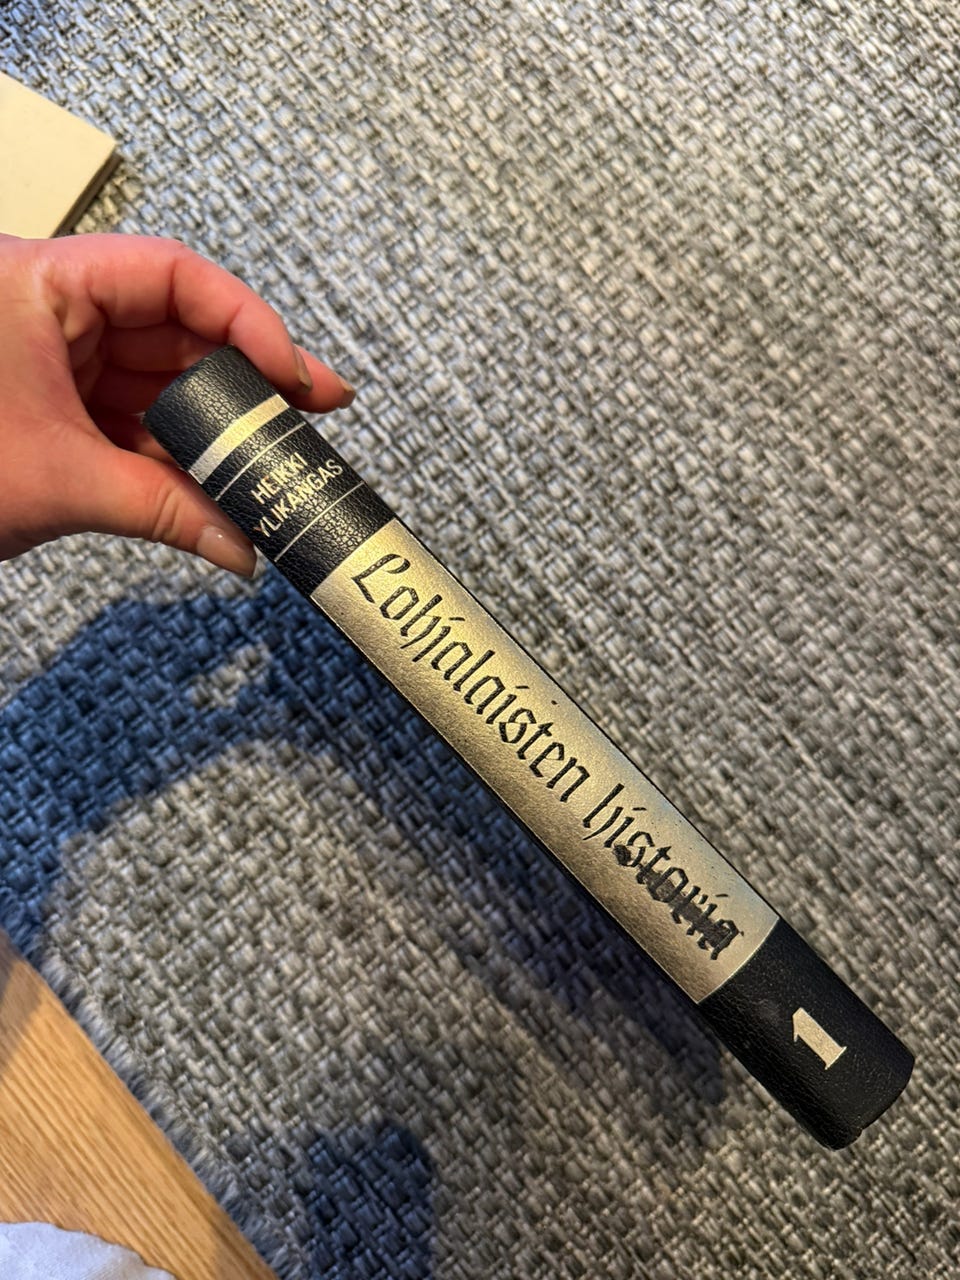 HEIKKI
YLIKANGAS
Lohjalaisten historia
1